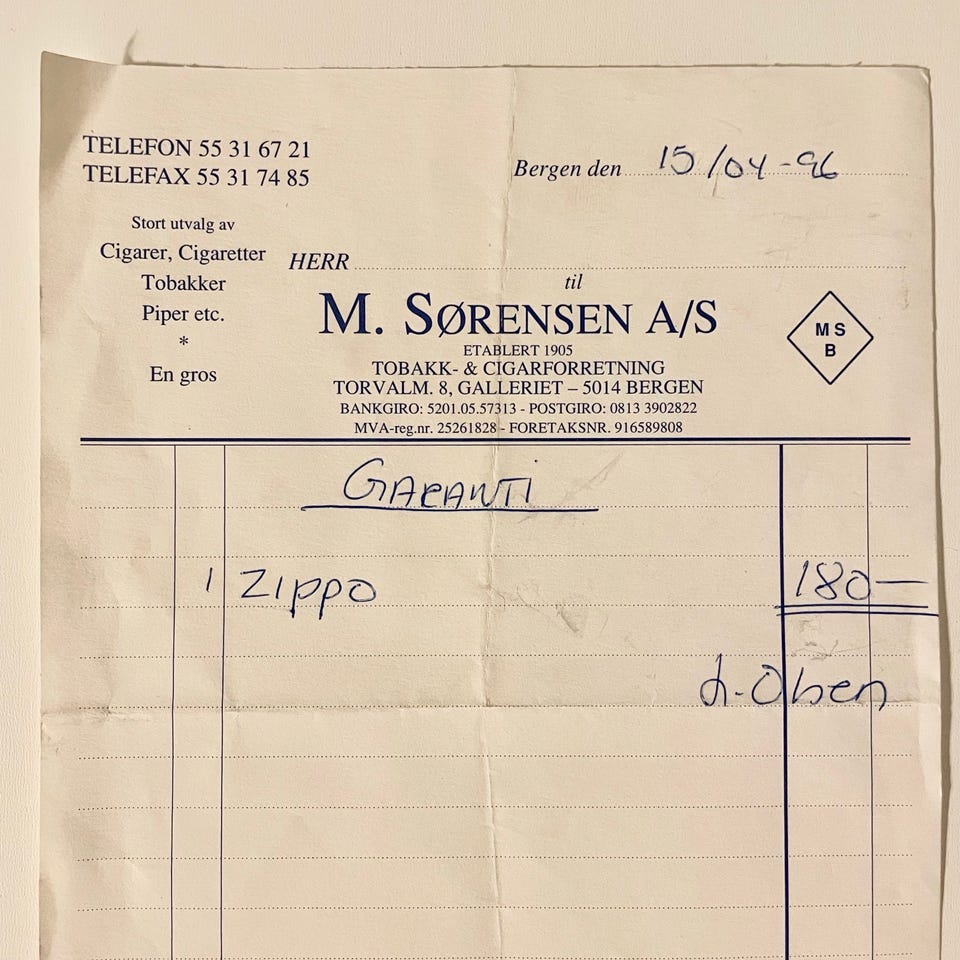 TELEFON 55 31 67 21
TELEFAX 55 31 74 85
Bergen den 15/04-96
Stort utvalg av
Cigarer, Cigaretter
Tobakker
Piper etc.
*
En gros
HERR
til
M. SØRENSEN A/S
ETABLERT 1905
TOBAKK- & CIGARFORRETNING
TORVALM. 8, GALLERIET – 5014 BERGEN
BANKGIRO: 5201.05.57313 - POSTGIRO: 0813 3902822
MVA-reg.nr. 25261828 - FORETAKSNR. 916589808
M S
B
GARANTI
1 Zippo 180—
L. Olsen